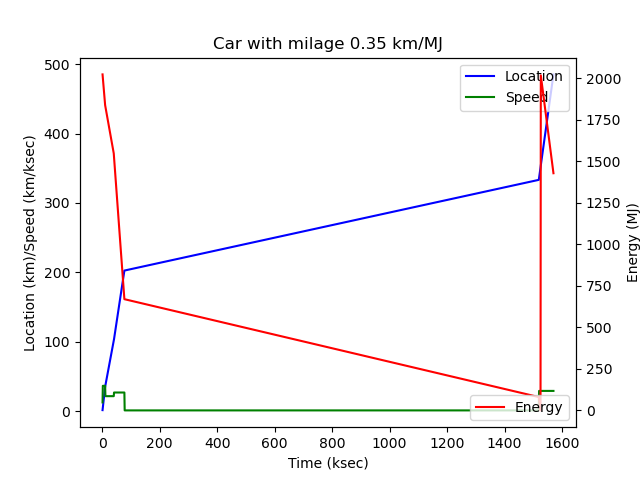 Car with milage 0.35 km/MJ
Location
Speed
Energy
500
400
300
200
100
0
Location (km)/Speed (km/ksec)
2000
1750
1500
1250
1000
750
500
250
0
Energy (MJ)
0 200 400 600 800 1000 1200 1400 1600
Time (ksec)